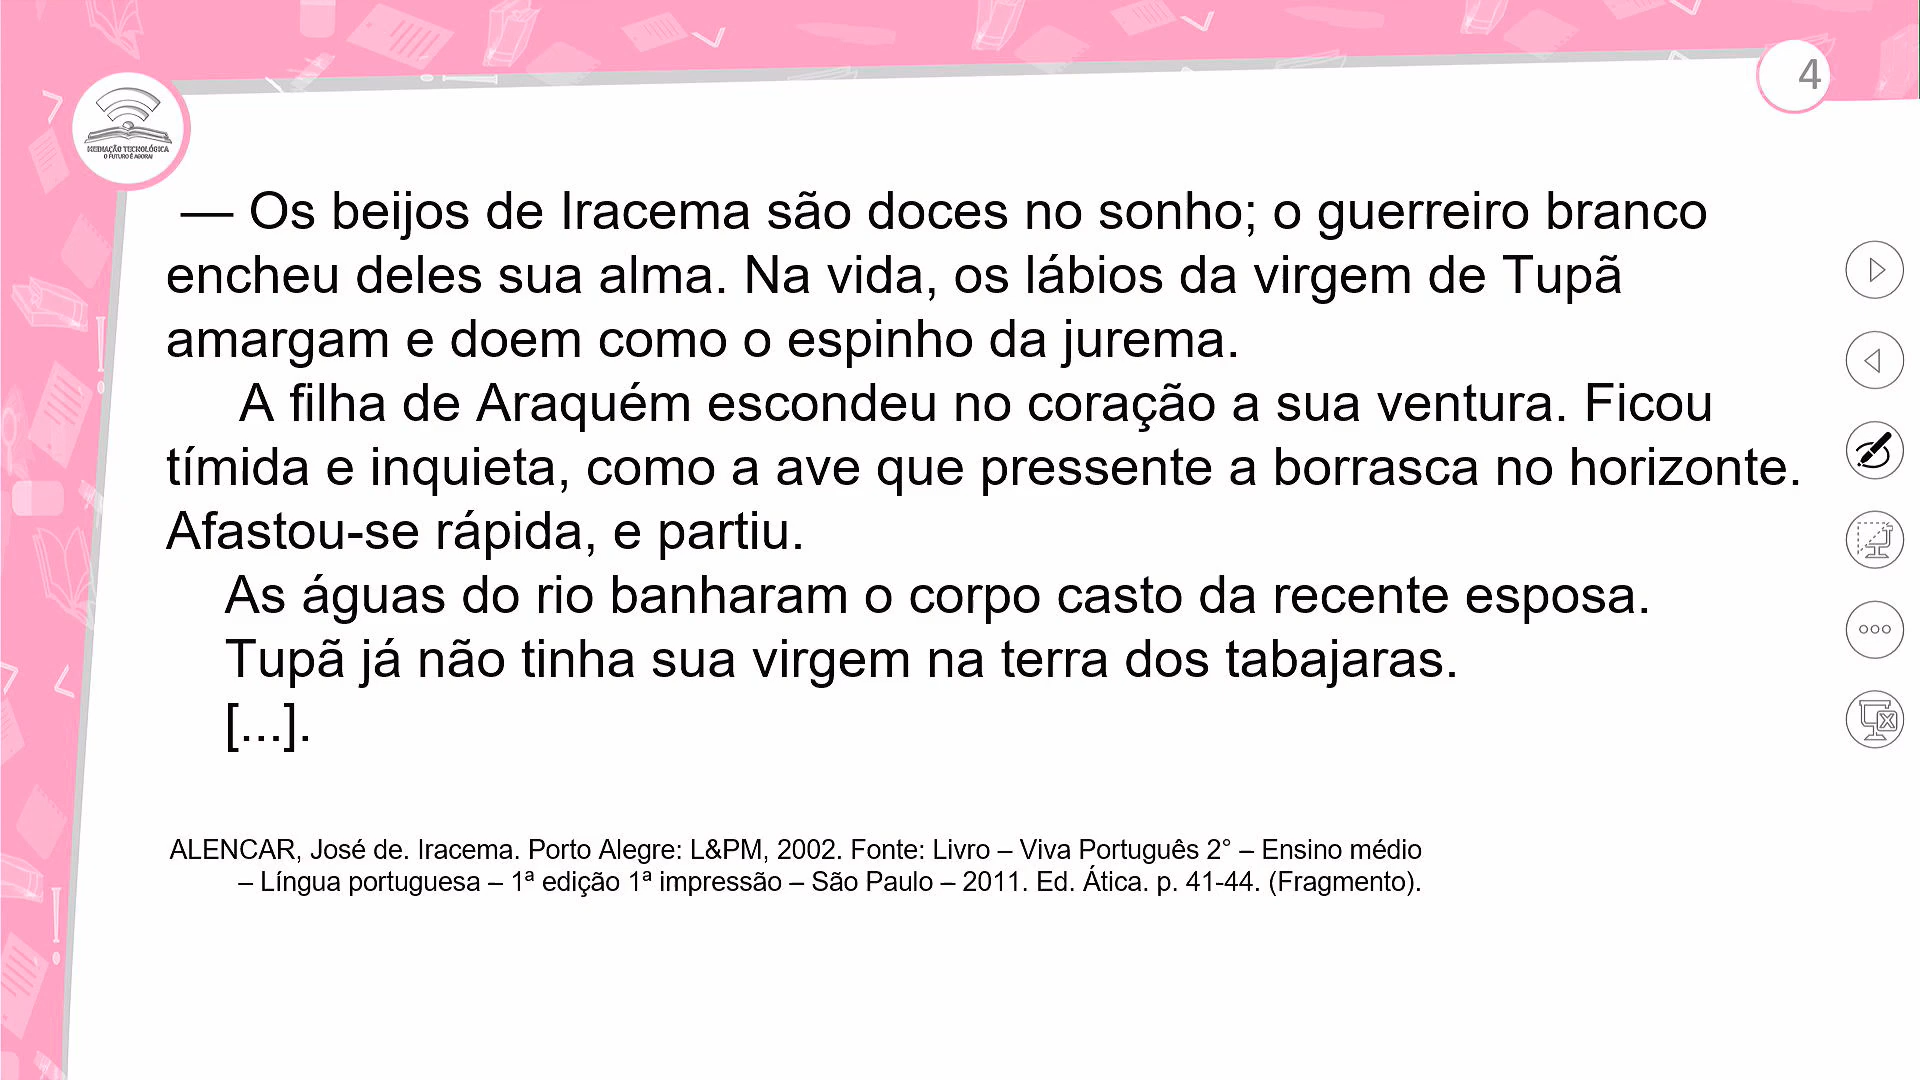 4
MEDIAÇÃO TECNOLÓGICA
O FUTURO É AGORA!
— Os beijos de Iracema são doces no sonho; o guerreiro branco
encheu deles sua alma. Na vida, os lábios da virgem de Tupã
amargam e doem como o espinho da jurema.
A filha de Araquém escondeu no coração a sua ventura. Ficou
tímida e inquieta, como a ave que pressente a borrasca no horizonte.
Afastou-se rápida, e partiu.
As águas do rio banharam o corpo casto da recente esposa.
Tupã já não tinha sua virgem na terra dos tabajaras.
[...].
ALENCAR, José de. Iracema. Porto Alegre: L&PM, 2002. Fonte: Livro – Viva Português 2° – Ensino médio
– Língua portuguesa – 1ª edição 1ª impressão – São Paulo – 2011. Ed. Ática. p. 41-44. (Fragmento).